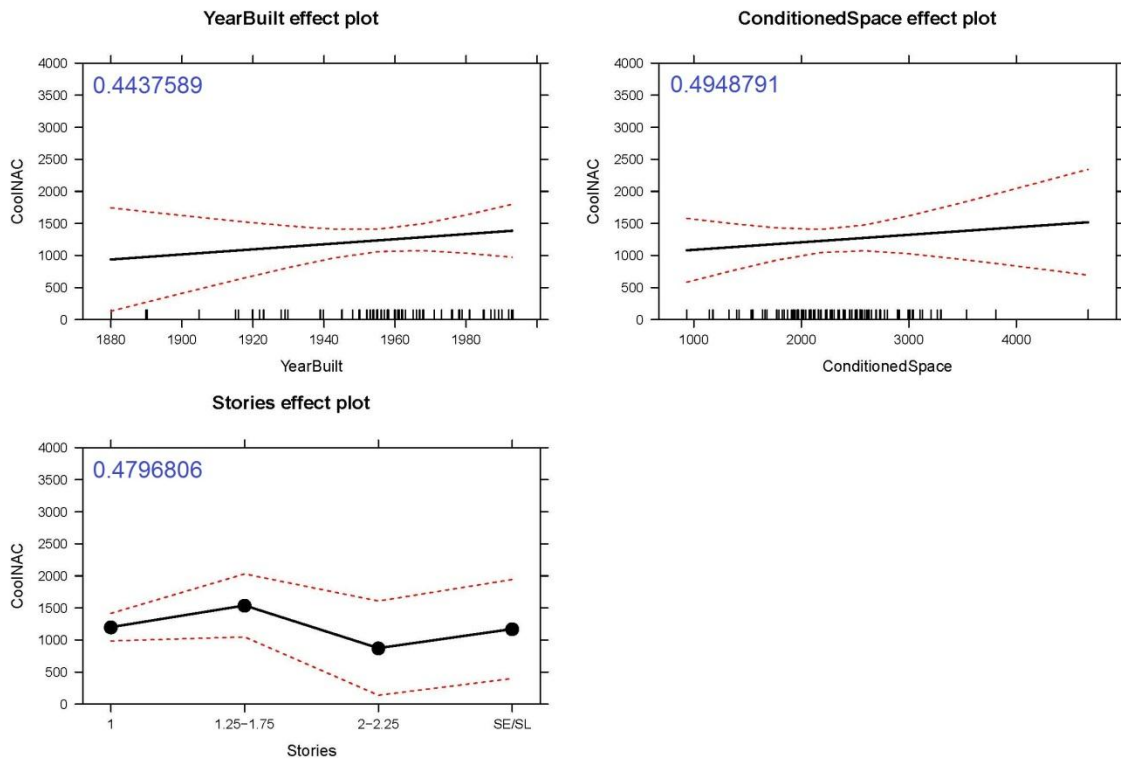 YearBuilt effect plot
0.4437589
4000
3500
3000
2500
2000
1500
1000
500
0
CoolNAC
1880 1900 1920 1940 1960 1980
YearBuilt
ConditionedSpace effect plot
0.4948791
4000
3500
3000
2500
2000
1500
1000
500
0
CoolNAC
1000 2000 3000 4000
ConditionedSpace
Stories effect plot
0.4796806
4000
3500
3000
2500
2000
1500
1000
500
0
CoolNAC
1 1.25−1.75 2−2.25 SE/SL
Stories